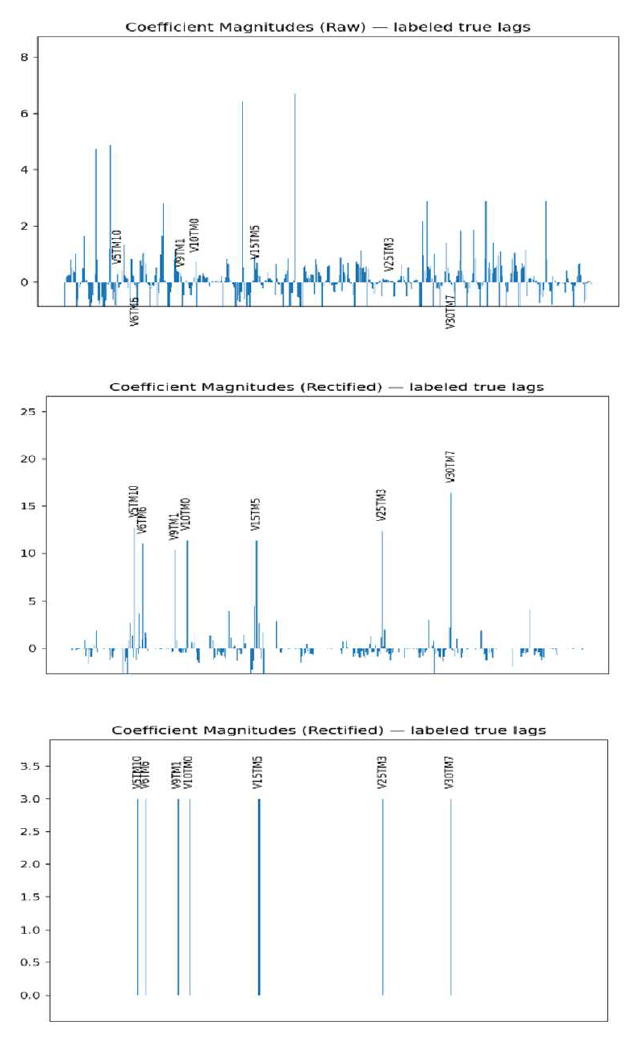 Coefficient Magnitudes (Raw) — labeled true lags
8
6
4
2
0
V5TM10
V6TM6
V9TM1
V10TM0
V15TM5
V25TM3
V30TM7
Coefficient Magnitudes (Rectified) — labeled true lags
25
20
15
10
5
0
V5TM10
V6TM6
V9TM1
V10TM0
V15TM5
V25TM3
V30TM7
Coefficient Magnitudes (Rectified) — labeled true lags
3.5
3.0
2.5
2.0
1.5
1.0
0.5
0.0
V5TM10
V6TM6
V9TM1
V10TM0
V15TM5
V25TM3
V30TM7